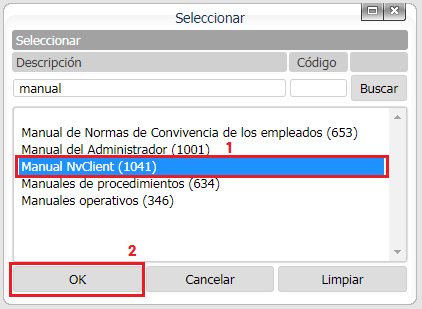 Seleccionar
Seleccionar
Descripción Código
manual Buscar
Manual de Normas de Convivencia de los empleados (653)
Manual del Administrador (1001) 1
Manual NvClient (1041)
Manuales de procedimientos (634)
Manuales operativos (346)
2
OK Cancelar Limpiar